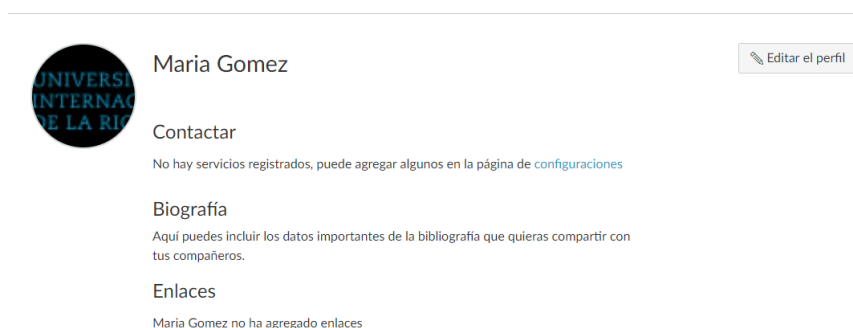 Maria Gomez
Editar el perfil
UNIVERSI
INTERNAC
DE LA RIO
Contactar
No hay servicios registrados, puede agregar algunos en la página de configuraciones
Biografía
Aquí puedes incluir los datos importantes de la bibliografía que quieras compartir con
tus compañeros.
Enlaces
Maria Gomez no ha agregado enlaces